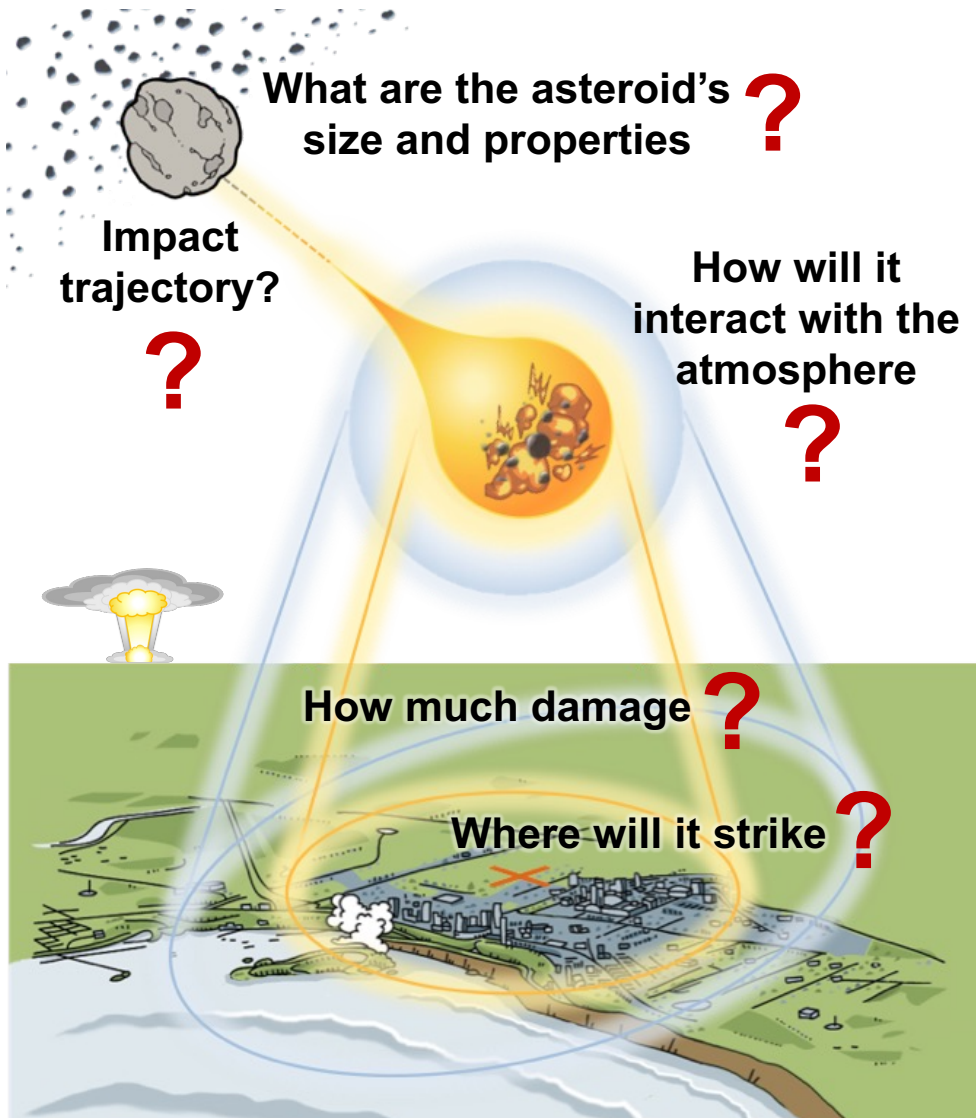 What are the asteroid’s ?
size and properties
Impact
trajectory?
?
How will it
interact with the
atmosphere
?
How much damage ?
Where will it strike ?